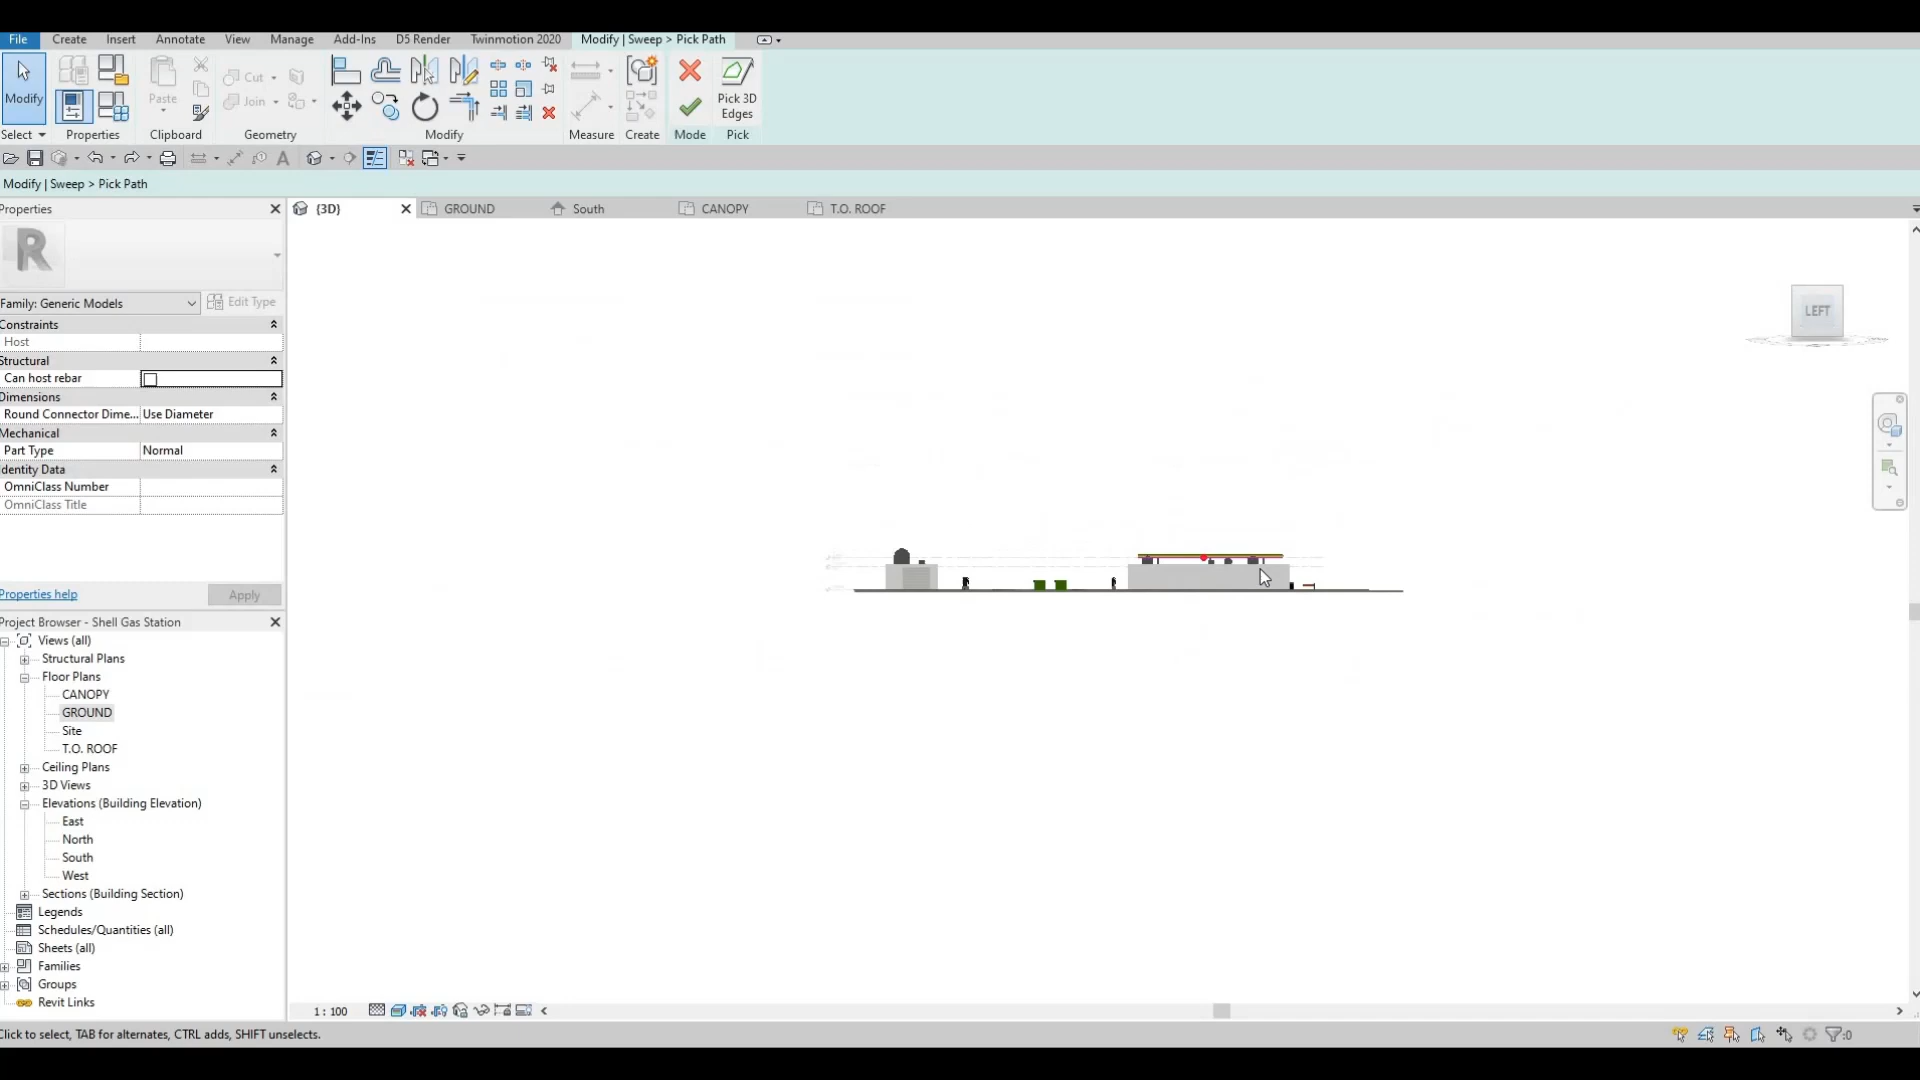 File Create Insert Annotate View Manage Add-Ins D5 Render Twinmotion 2020 Modify | Sweep > Pick Path
Modify
Paste
Cut
Join
Pick 3D
Edges
Select Properties Clipboard Geometry Modify Measure Create Mode Pick
Modify | Sweep > Pick Path
Properties
{3D} GROUND South CANOPY T.O. ROOF
R
LEFT
Family: Generic Models Edit Type
Constraints
Host
Structural
Can host rebar
Dimensions
Round Connector Dime... Use Diameter
Mechanical
Part Type Normal
Identity Data
OmniClass Number
OmniClass Title
Properties help Apply
Project Browser - Shell Gas Station
Views (all)
Structural Plans
Floor Plans
CANOPY
GROUND
Site
T.O. ROOF
Ceiling Plans
3D Views
Elevations (Building Elevation)
East
North
South
West
Sections (Building Section)
Legends
Schedules/Quantities (all)
Sheets (all)
Families
Groups
Revit Links
1 : 100
Click to select, TAB for alternates, CTRL adds, SHIFT unselects.
:0